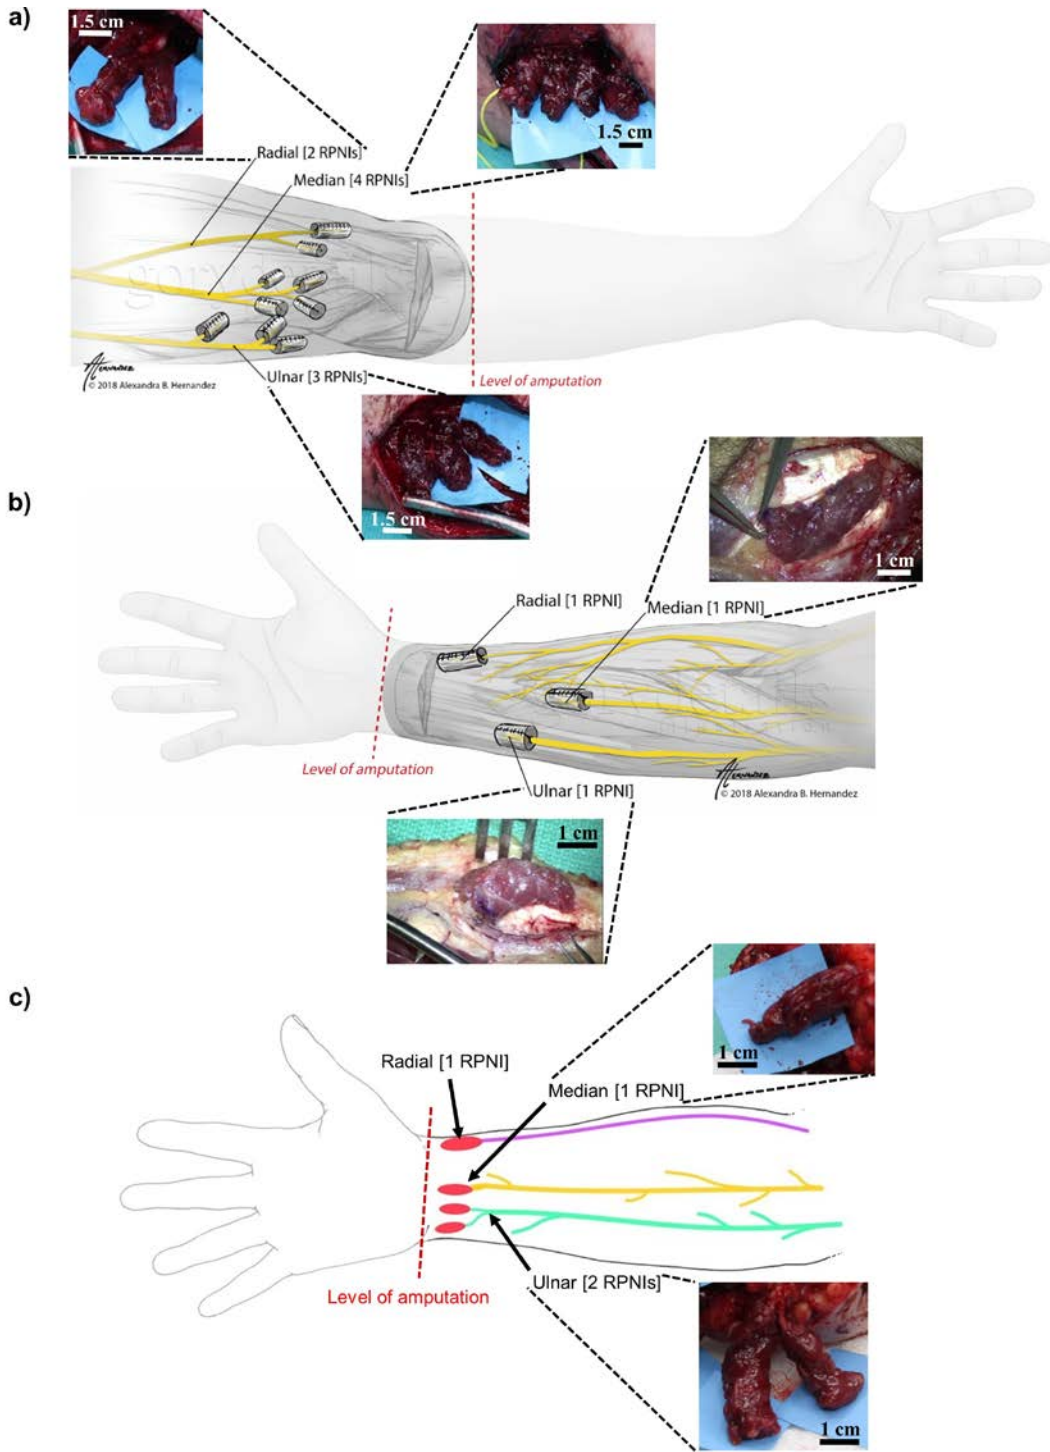 a)
1.5 cm
1.5 cm
Radial [2 RPNIs]
Median [4 RPNIs]
Ulnar [3 RPNIs]
Level of amputation
HERNANDEZ
© 2018 Alexandra B. Hernandez
1.5 cm
b)
1 cm
Radial [1 RPNI]
Median [1 RPNI]
Level of amputation
HERNANDEZ
© 2018 Alexandra B. Hernandez
Ulnar [1 RPNI]
1 cm
c)
1 cm
Radial [1 RPNI]
Median [1 RPNI]
Ulnar [2 RPNIs]
Level of amputation
1 cm